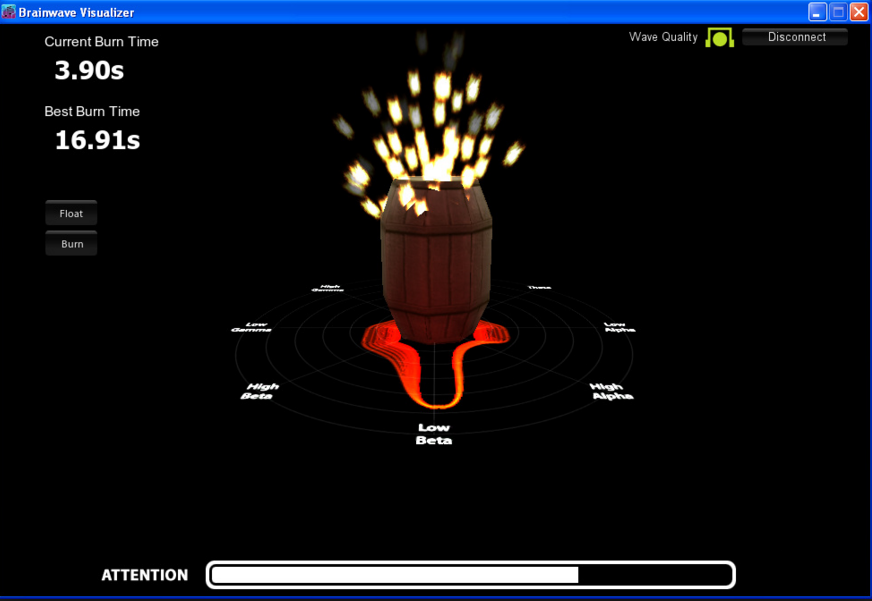 Brainwave Visualizer
Current Burn Time
3.90s
Wave Quality
Disconnect
Best Burn Time
16.91s
Float
Burn
High
Gamma
Theta
Low
Gamma
Low
Alpha
High
Beta
High
Alpha
Low
Beta
ATTENTION